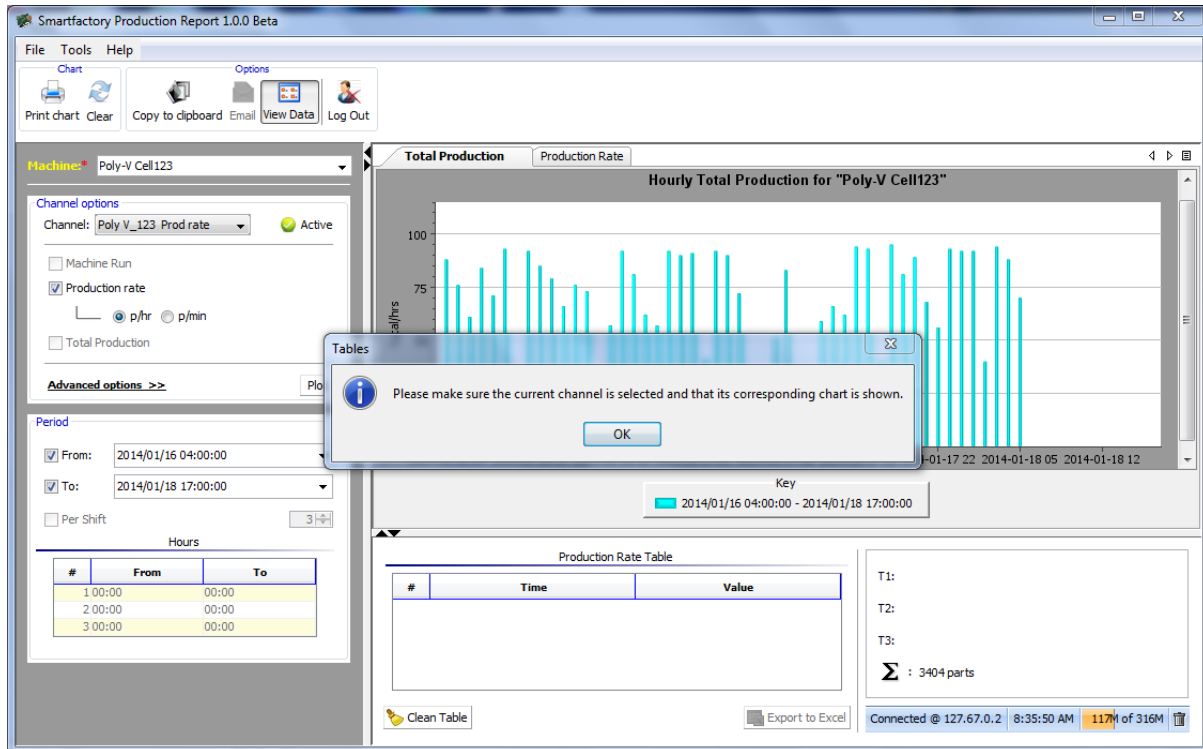 Smartfactory Production Report 1.0.0 Beta
File Tools Help
Chart Options
Print chart Clear Copy to clipboard Email View Data Log Out
Machine:* Poly-V Cell123
Channel options
Channel: Poly V_123 Prod rate Active
Machine Run
Production rate
p/hr p/min
Total Production
Advanced options >> Plo
Period
From: 2014/01/16 04:00:00
To: 2014/01/18 17:00:00
Per Shift 3
Hours
# From To
1 00:00 00:00
2 00:00 00:00
3 00:00 00:00
Total Production Production Rate
Hourly Total Production for "Poly-V Cell123"
100
75
Tables
Please make sure the current channel is selected and that its corresponding chart is shown.
OK
-01-17 22 2014-01-18 05 2014-01-18 12
Key
2014/01/16 04:00:00 - 2014/01/18 17:00:00
Production Rate Table
# Time Value
Clean Table Export to Excel
T1:
T2:
T3:
Σ : 3404 parts
Connected @ 127.67.0.2 8:35:50 AM 117M of 316M